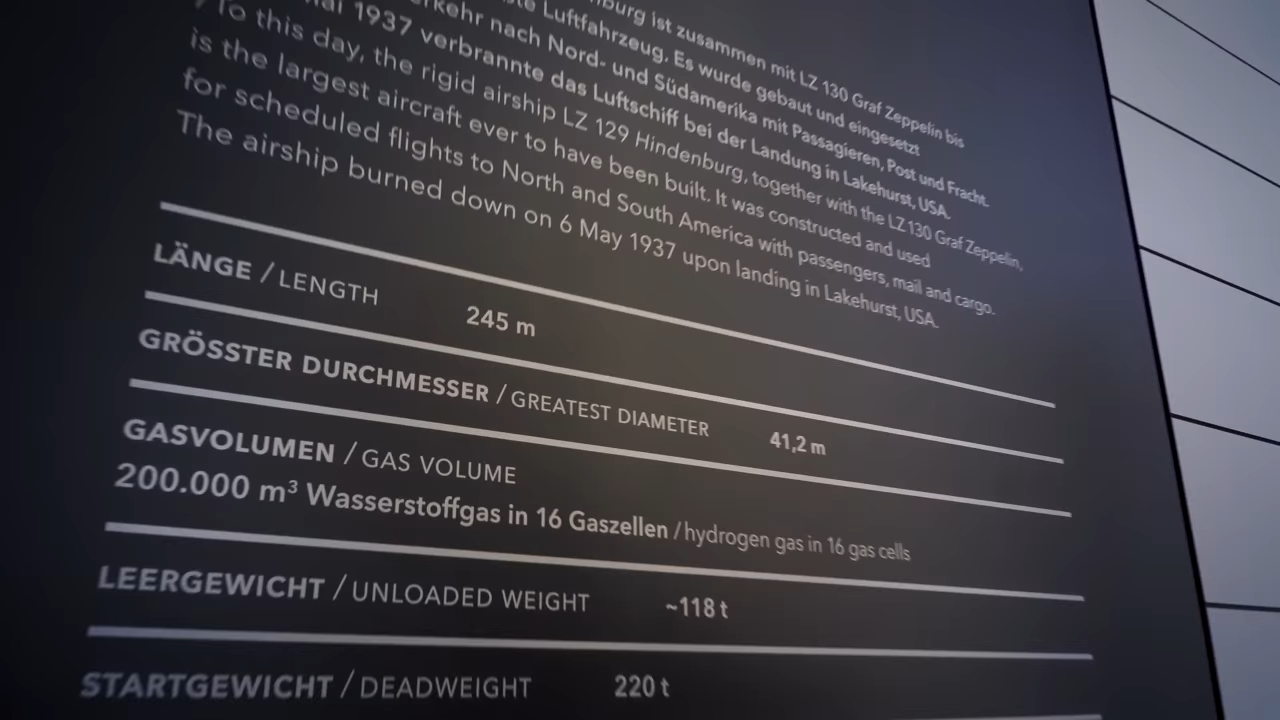 ist zusammen mit LZ 130 Graf Zeppelin bis
Luftfahrzeug. Es wurde gebaut und eingesetzt
nach Nord- und Südamerika mit Passagieren, Post und Fracht.
Mai 1937 verbrannte das Luftschiff bei der Landung in Lakehurst, USA.
/ To this day, the rigid airship LZ 129 Hindenburg, together with the LZ 130 Graf Zeppelin,
is the largest aircraft ever to have been built. It was constructed and used
for scheduled flights to North and South America with passengers, mail and cargo.
The airship burned down on 6 May 1937 upon landing in Lakehurst, USA.
LÄNGE / LENGTH 245 m
GRÖSSTER DURCHMESSER / GREATEST DIAMETER 41,2 m
GASVOLUMEN / GAS VOLUME
200.000 m³ Wasserstoffgas in 16 Gaszellen / hydrogen gas in 16 gas cells
LEERGEWICHT / UNLOADED WEIGHT ~118 t
STARTGEWICHT / DEADWEIGHT 220 t